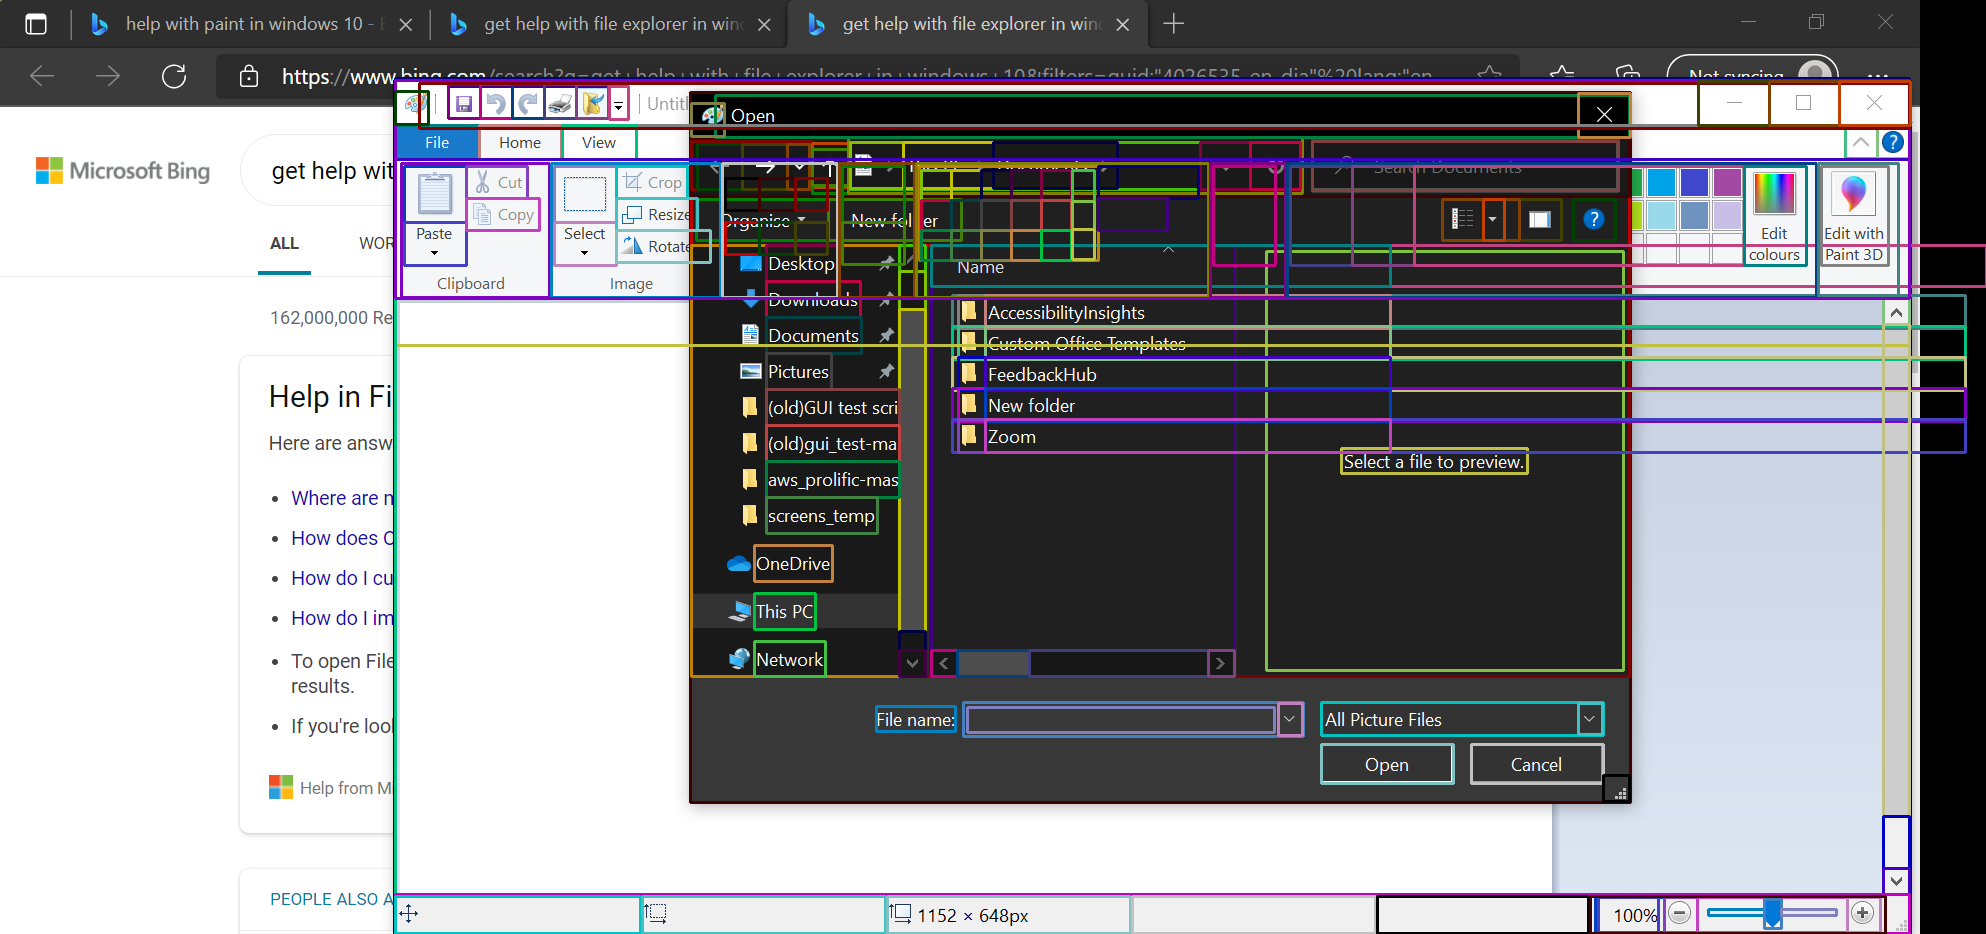 help with paint in windows 10 -
get help with file explorer in win
get help with file explorer in win
https://www.bing.com/search?q=get+help+with+file+explorer+in+windows+10&filters=guid:"4026535-en-dia"%20lang:"en
Not syncing
Microsoft Bing
get help wit
ALL
WOR
162,000,000 Re
Help in Fi
Here are answ
Where are n
How does C
How do I cu
How do I im
To open File
results.
If you're lool
Help from Mi
PEOPLE ALSO A
Untitl
File
Home
View
Paste
Cut
Copy
Clipboard
Select
Crop
Resize
Rotate
Image
Edit
colours
Edit with
Paint 3D
Open
Search Documents
Organise
New folder
Desktop
Downloads
Documents
Pictures
(old)GUI test scri
(old)gui_test-ma
aws_prolific-mas
screens_temp
OneDrive
This PC
Network
Name
AccessibilityInsights
Custom Office Templates
FeedbackHub
New folder
Zoom
Select a file to preview.
File name:
All Picture Files
Open
Cancel
1152 × 648px
100%